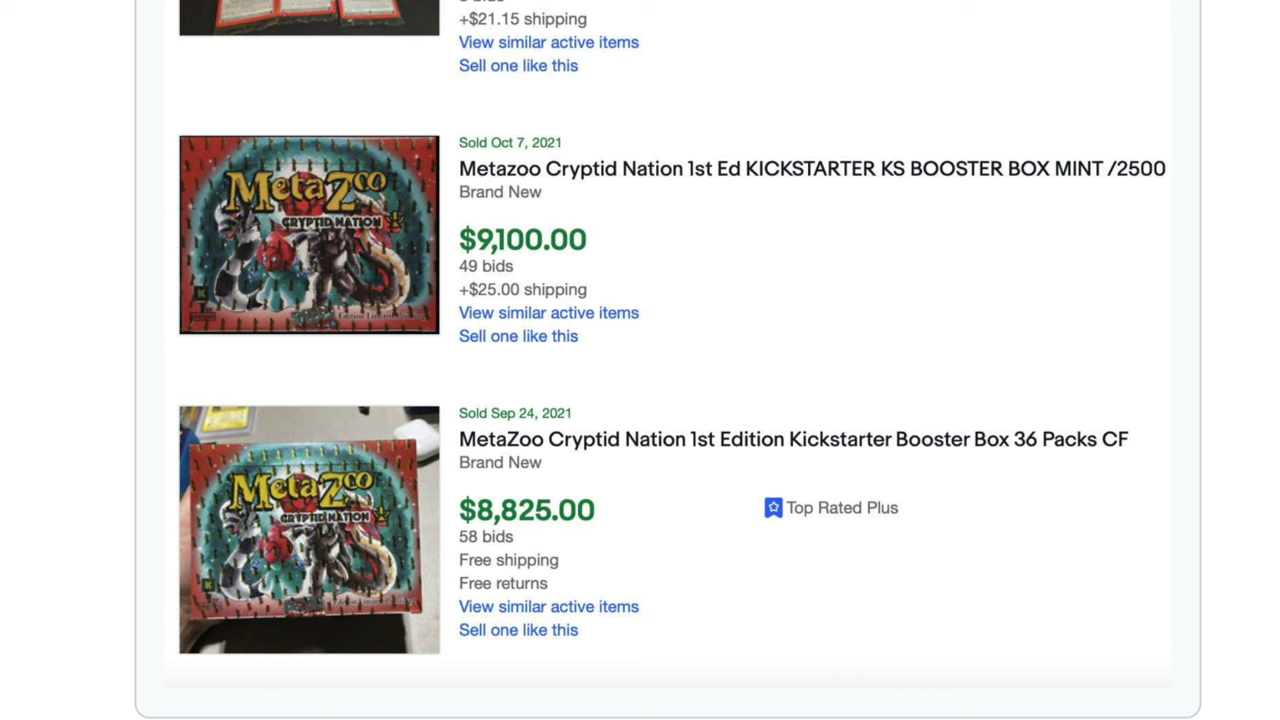 +$21.15 shipping
View similar active items
Sell one like this
Sold Oct 7, 2021
Metazoo Cryptid Nation 1st Ed KICKSTARTER KS BOOSTER BOX MINT /2500
Brand New
$9,100.00
49 bids
+$25.00 shipping
View similar active items
Sell one like this
MetaZoo
CRYPTID NATION
Sold Sep 24, 2021
MetaZoo Cryptid Nation 1st Edition Kickstarter Booster Box 36 Packs CF
Brand New
$8,825.00
Top Rated Plus
58 bids
Free shipping
Free returns
View similar active items
Sell one like this
MetaZoo
CRYPTID NATION